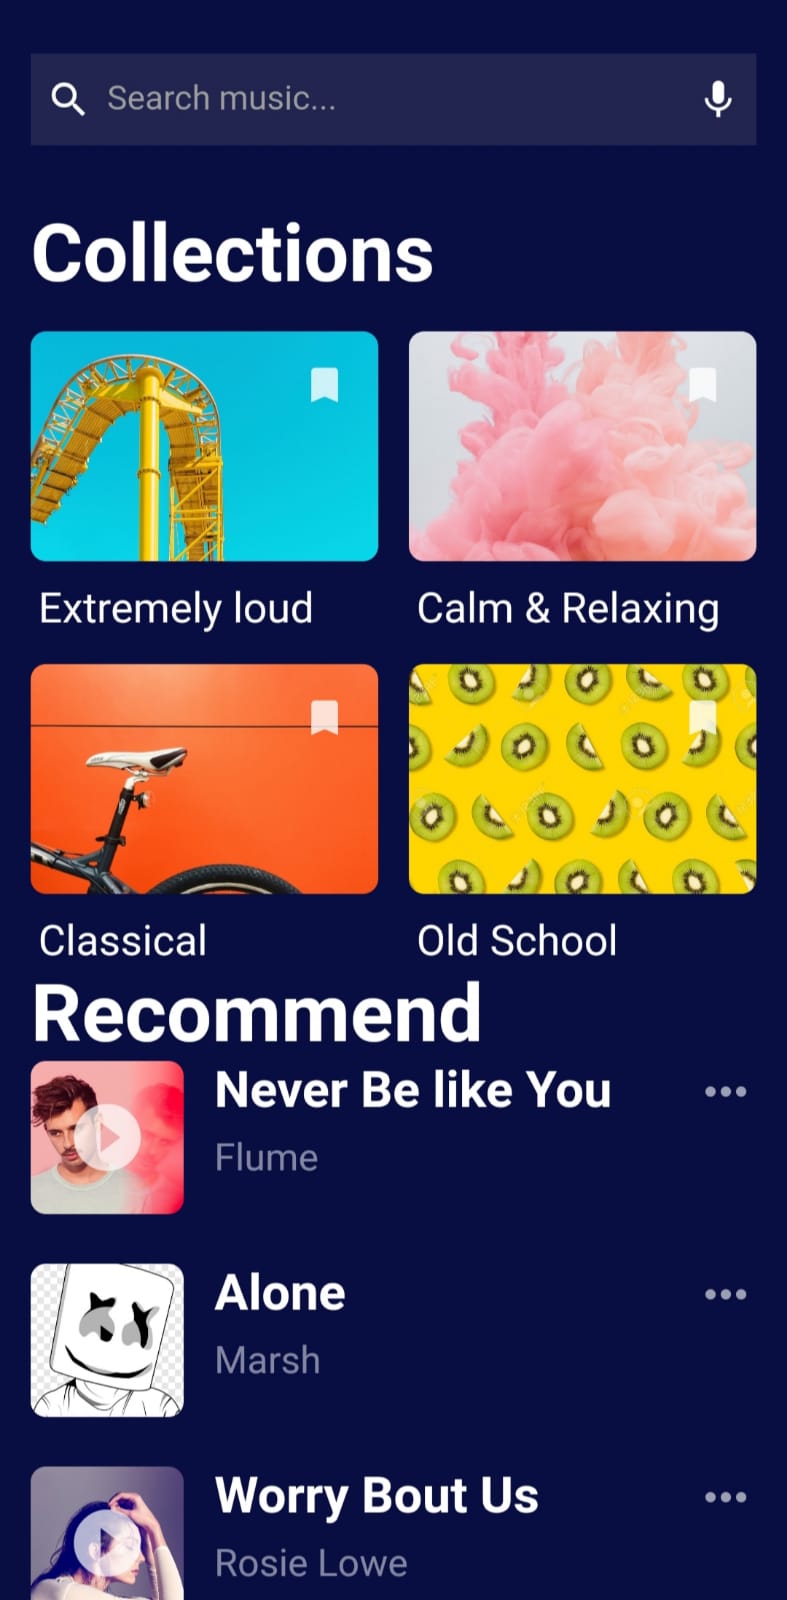 Search music...
Collections
Extremely loud
Calm & Relaxing
Classical
Old School
Recommend
Never Be like You
Flume
Alone
Marsh
Worry Bout Us
Rosie Lowe